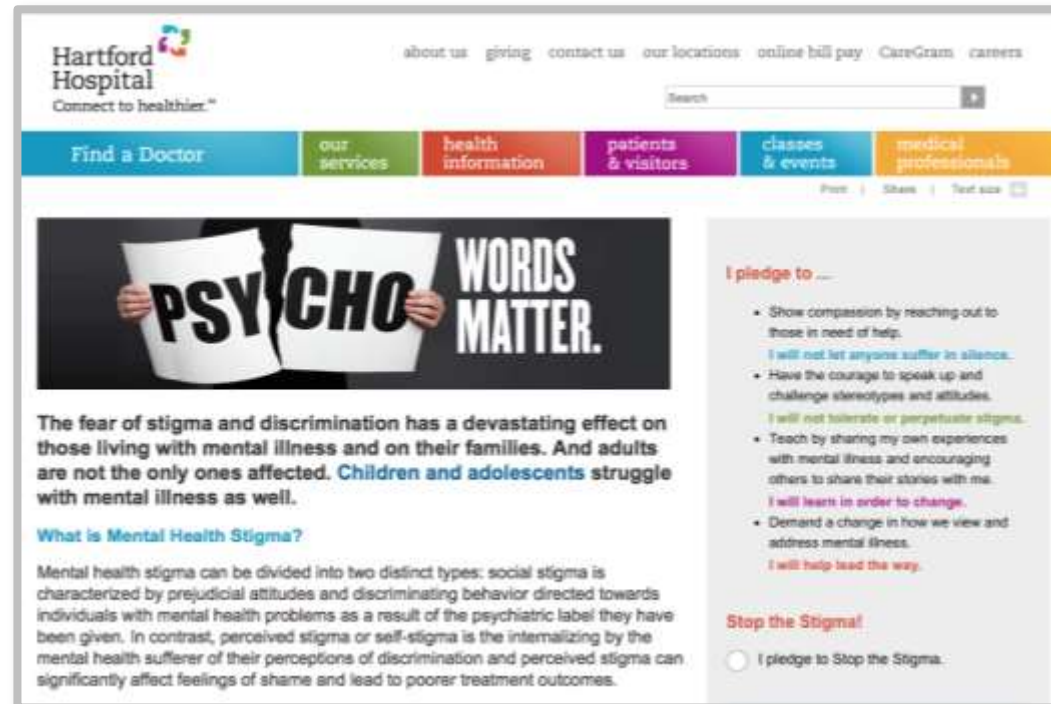 Hartford
Hospital
Connect to healthier.™
about us giving contact us our locations online bill pay CareGram careers
Search
Find a Doctor
our
services
health
information
patients
& visitors
classes
& events
medical
professionals
Print | Share | Text size
PSYCHO
WORDS
MATTER.
The fear of stigma and discrimination has a devastating effect on
those living with mental illness and on their families. And adults
are not the only ones affected. Children and adolescents struggle
with mental illness as well.
What is Mental Health Stigma?
Mental health stigma can be divided into two distinct types: social stigma is
characterized by prejudicial attitudes and discriminating behavior directed towards
individuals with mental health problems as a result of the psychiatric label they have
been given. In contrast, perceived stigma or self-stigma is the internalizing by the
mental health sufferer of their perceptions of discrimination and perceived stigma can
significantly affect feelings of shame and lead to poorer treatment outcomes.
I pledge to ...
• Show compassion by reaching out to
those in need of help.
I will not let anyone suffer in silence.
• Have the courage to speak up and
challenge stereotypes and attitudes.
I will not tolerate or perpetuate stigma.
• Teach by sharing my own experiences
with mental illness and encouraging
others to share their stories with me.
I will learn in order to change.
• Demand a change in how we view and
address mental illness.
I will help lead the way.
Stop the Stigma!
I pledge to Stop the Stigma.